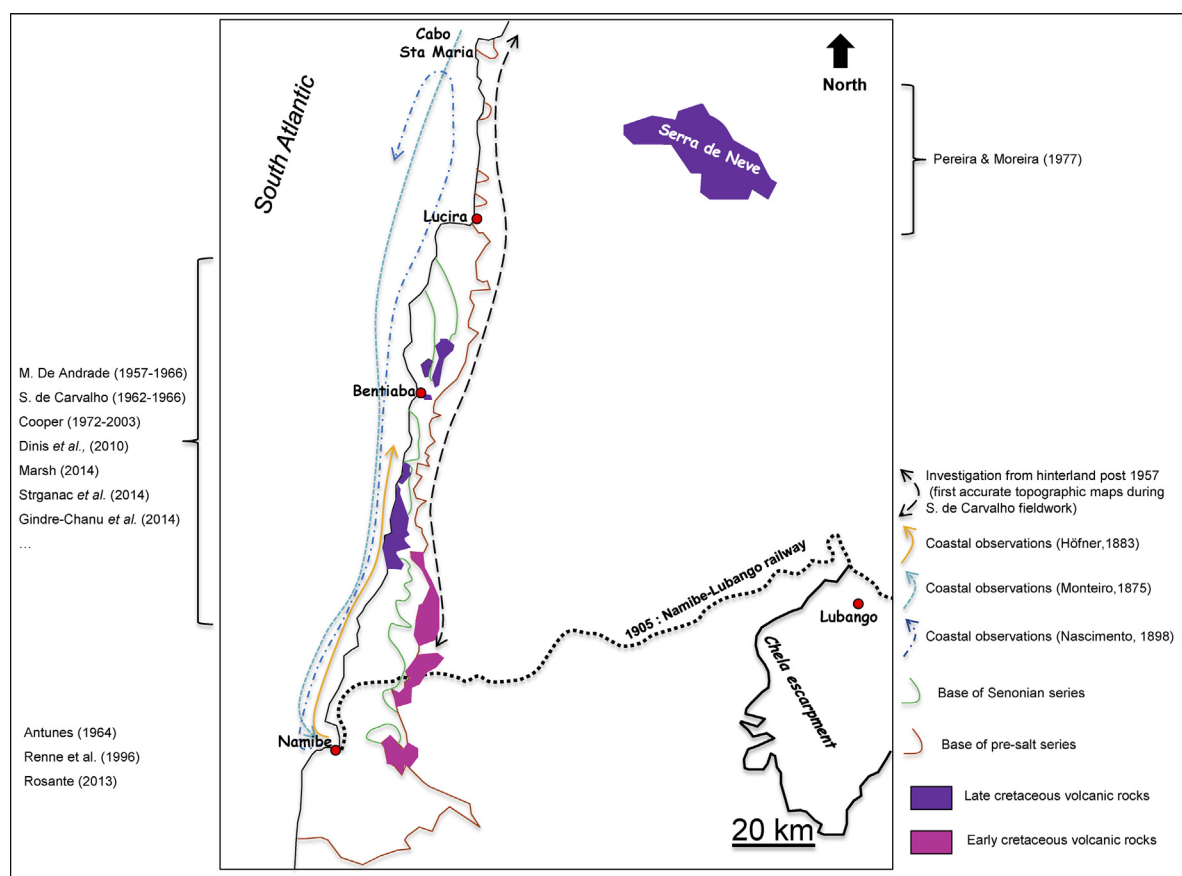 Cabo
Sta Maria
North
South Atlantic
Serra de Neve
Pereira & Moreira (1977)
Lucira
M. De Andrade (1957-1966)
S. de Carvalho (1962-1966)
Cooper (1972-2003)
Dinis et al., (2010)
Marsh (2014)
Strganac et al. (2014)
Gindre-Chanu et al. (2014)
...
Bentiaba
Investigation from hinterland post 1957
(first accurate topographic maps during
S. de Carvalho fieldwork)
Coastal observations (Höfner,1883)
Coastal observations (Monteiro,1875)
Coastal observations (Nascimento, 1898)
Base of Senonian series
Base of pre-salt series
Late cretaceous volcanic rocks
Early cretaceous volcanic rocks
1905 : Namibe-Lubango railway
Lubango
Chela escarpment
Antunes (1964)
Renne et al. (1996)
Rosante (2013)
Namibe
20 km